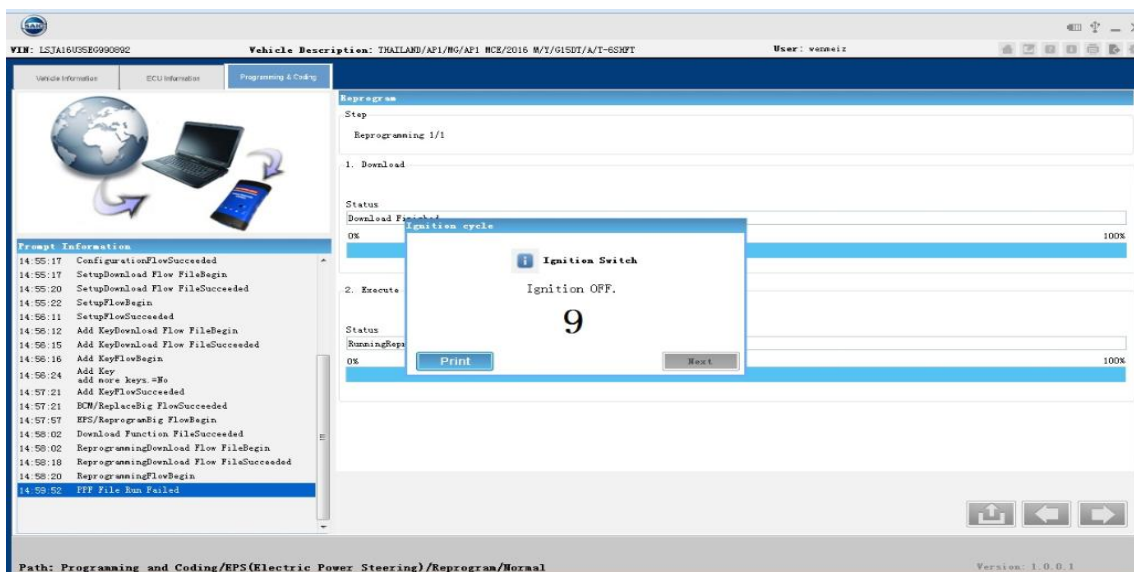 VIN: LSJA16U35EG990892
Vehicle Description: THAILAND/AP1/MG/AP1 MCE/2016 M/Y/G15DT/A/T-6SHFT
User: wenmeiz
Vehicle Information
ECU Information
Programming & Coding
Prompt Information
14:55:17 ConfigurationFlowSucceeded
14:55:17 SetupDownload Flow FileBegin
14:55:20 SetupDownload Flow FileSucceeded
14:55:22 SetupFlowBegin
14:56:11 SetupFlowSucceeded
14:56:12 Add KeyDownload Flow FileBegin
14:56:15 Add KeyDownload Flow FileSucceeded
14:56:16 Add KeyFlowBegin
14:56:24 Add Key
add more keys.=No
14:57:21 Add KeyFlowSucceeded
14:57:21 BCM/ReplaceBig FlowSucceeded
14:57:57 EPS/ReprogramBig FlowBegin
14:58:02 Download Function FileSucceeded
14:58:02 ReprogrammingDownload Flow FileBegin
14:58:18 ReprogrammingDownload Flow FileSucceeded
14:58:20 ReprogrammingFlowBegin
14:59:52 PPF File Run Failed
Reprogram
Step
Reprogramming 1/1
1. Download
Status
Download
0% 100%
2. Execute
Status
0% 100%
Ignition cycle
Ignition Switch
Ignition OFF.
9
Print
Next
Path: Programming and Coding/EPS(Electric Power Steering)/Reprogram/Normal
Version: 1.0.0.1